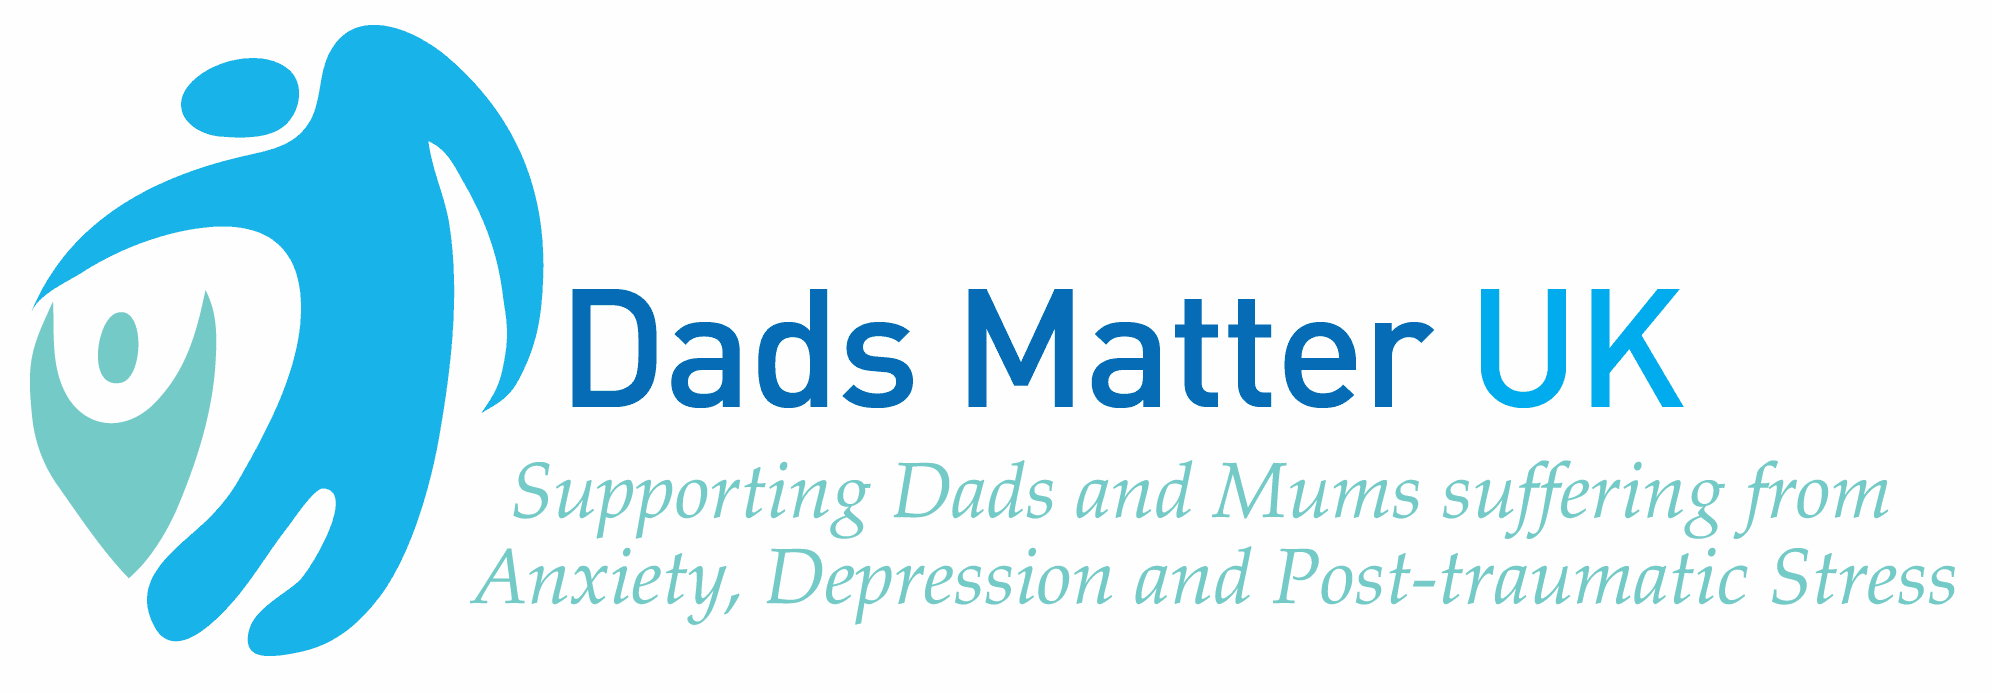 Dads Matter UK
Supporting Dads and Mums suffering from
Anxiety, Depression and Post-traumatic Stress